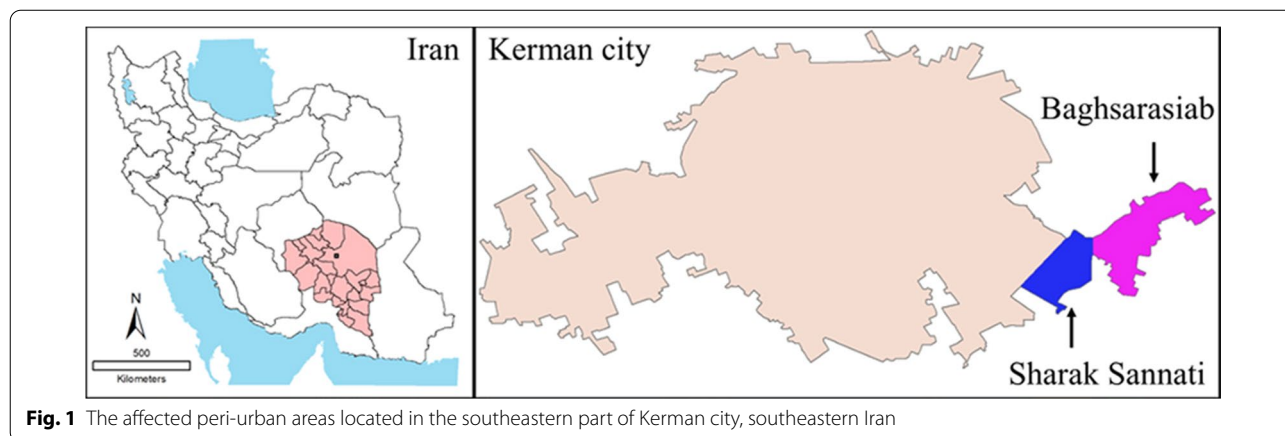 Iran
Kerman city
Baghsarasiab
N
500
Kilometers
Sharak Sannati
Fig. 1 The affected peri-urban areas located in the southeastern part of Kerman city, southeastern Iran